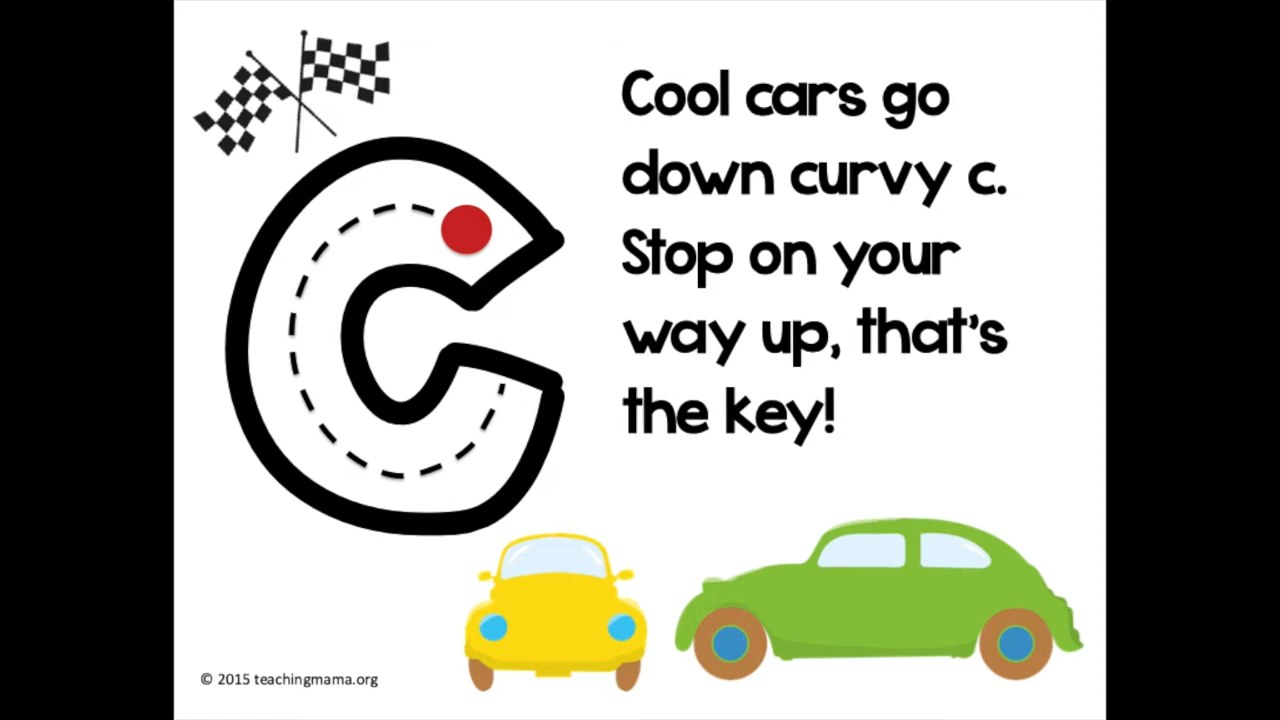 Cool cars go
down curvy c.
Stop on your
way up, that's
the key!
c
© 2015 teachingmama.org